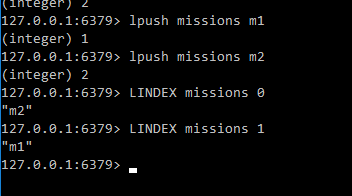 (integer) 2
127.0.0.1:6379> lpush missions m1
(integer) 1
127.0.0.1:6379> lpush missions m2
(integer) 2
127.0.0.1:6379> LINDEX missions 0
"m2"
127.0.0.1:6379> LINDEX missions 1
"m1"
127.0.0.1:6379>